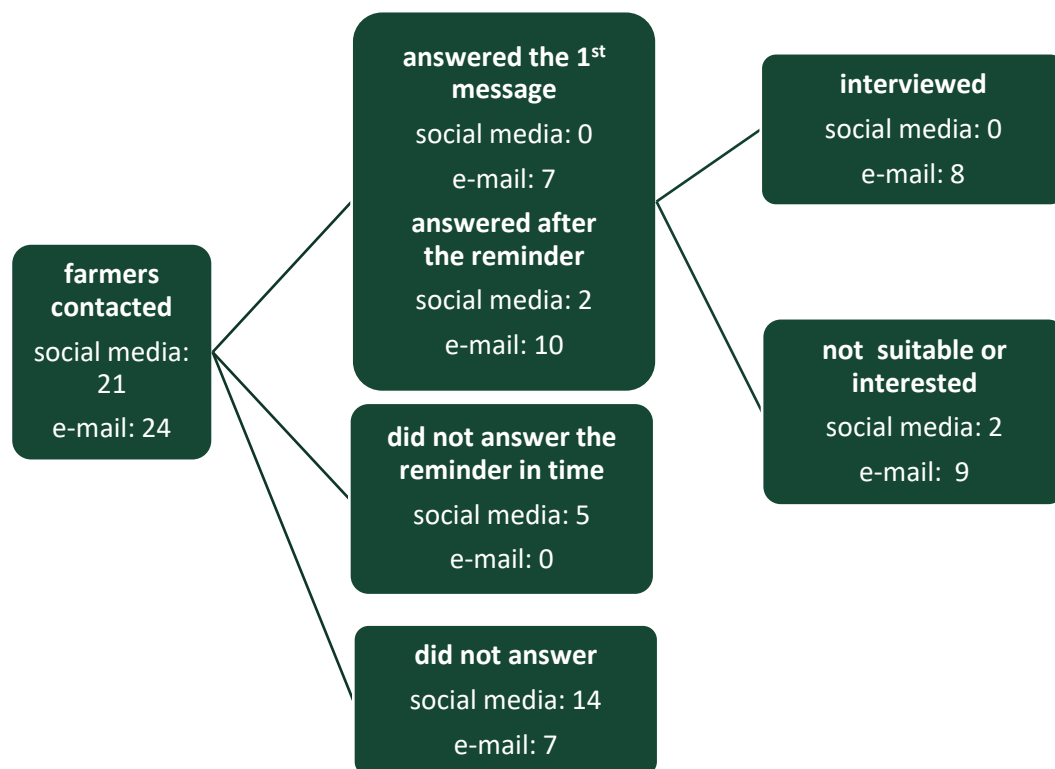 farmers
contacted
social media:
21
e-mail: 24
answered the 1st
message
social media: 0
e-mail: 7
answered after
the reminder
social media: 2
e-mail: 10
did not answer the
reminder in time
social media: 5
e-mail: 0
did not answer
social media: 14
e-mail: 7
interviewed
social media: 0
e-mail: 8
not suitable or
interested
social media: 2
e-mail: 9